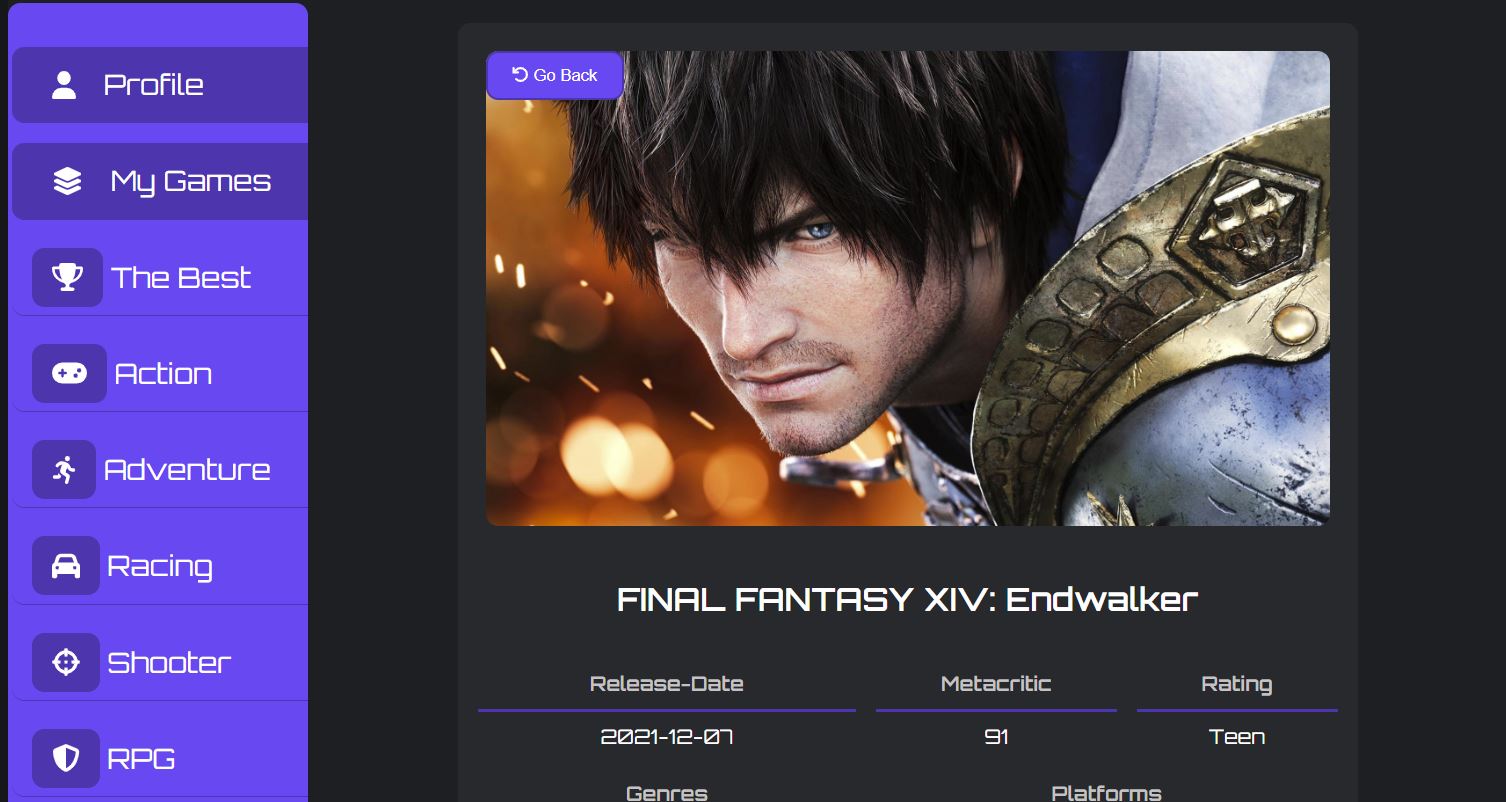 Profile
My Games
The Best
Action
Adventure
Racing
Shooter
RPG
Go Back
FINAL FANTASY XIV: Endwalker
Release-Date Metacritic Rating
2021-12-07 91 Teen
Genres Platforms